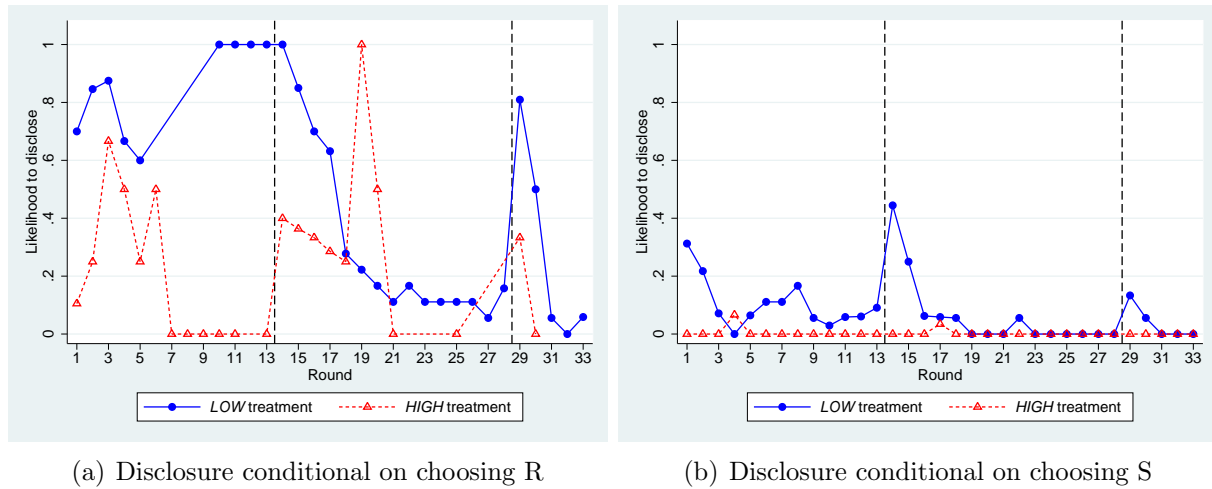 Likelihood to disclose
0 .2 .4 .6 .8 1
1 3 5 7 9 11 13 15 17 19 21 23 25 27 29 31 33
Round
LOW treatment HIGH treatment
(a) Disclosure conditional on choosing R
Likelihood to disclose
0 .2 .4 .6 .8 1
1 3 5 7 9 11 13 15 17 19 21 23 25 27 29 31 33
Round
LOW treatment HIGH treatment
(b) Disclosure conditional on choosing S